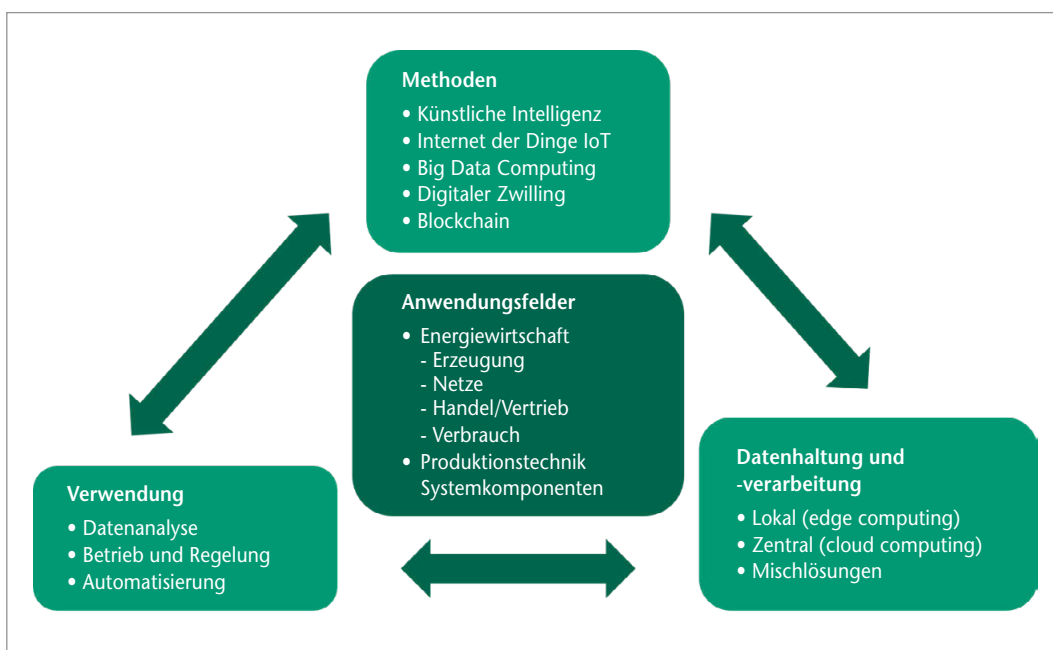 Methoden
• Künstliche Intelligenz
• Internet der Dinge IoT
• Big Data Computing
• Digitaler Zwilling
• Blockchain
Anwendungsfelder
• Energiewirtschaft
- Erzeugung
- Netze
- Handel/Vertrieb
- Verbrauch
• Produktionstechnik
Systemkomponenten
Verwendung
• Datenanalyse
• Betrieb und Regelung
• Automatisierung
Datenhaltung und
-verarbeitung
• Lokal (edge computing)
• Zentral (cloud computing)
• Mischlösungen